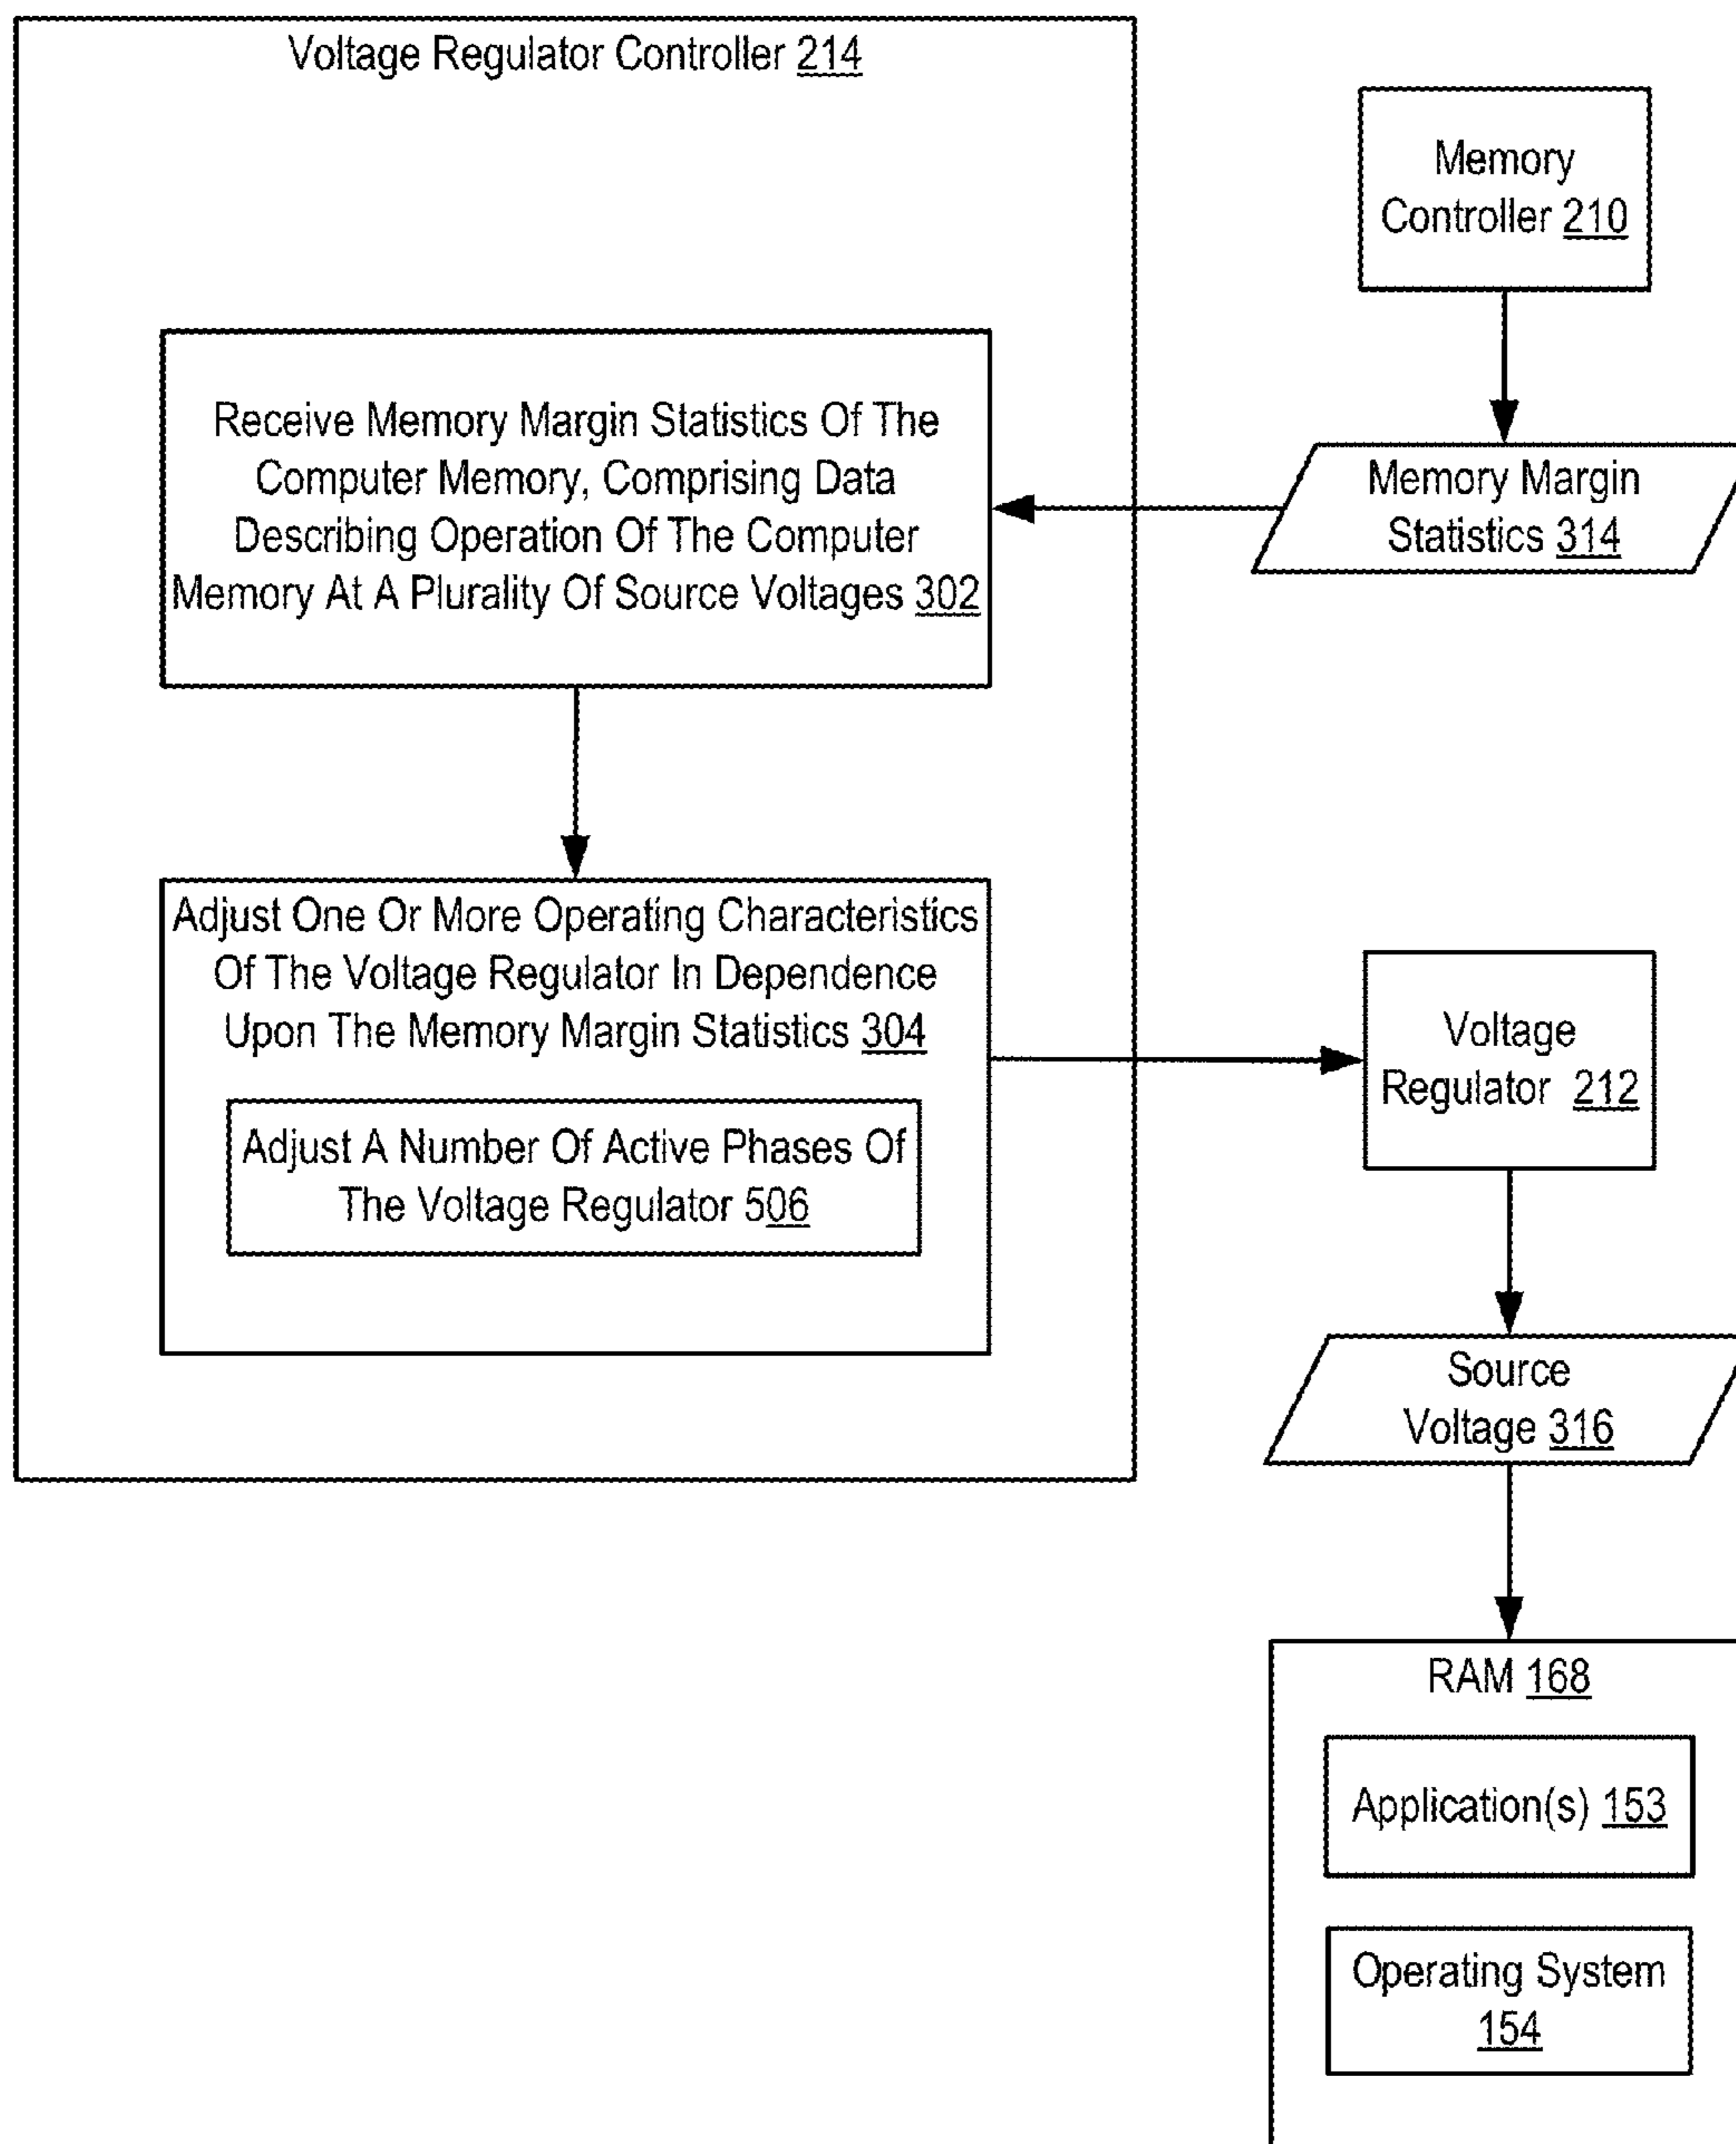 Voltage Regulator Controller 214
Memory
Controller 210
Receive Memory Margin Statistics Of The
Computer Memory, Comprising Data
Describing Operation Of The Computer
Memory At A Plurality Of Source Voltages 302
Memory Margin
Statistics 314
Adjust One Or More Operating Characteristics
Of The Voltage Regulator In Dependence
Upon The Memory Margin Statistics 304
Adjust A Number Of Active Phases Of
The Voltage Regulator 506
Voltage
Regulator 212
Source
Voltage 316
RAM 168
Application(s) 153
Operating System
154